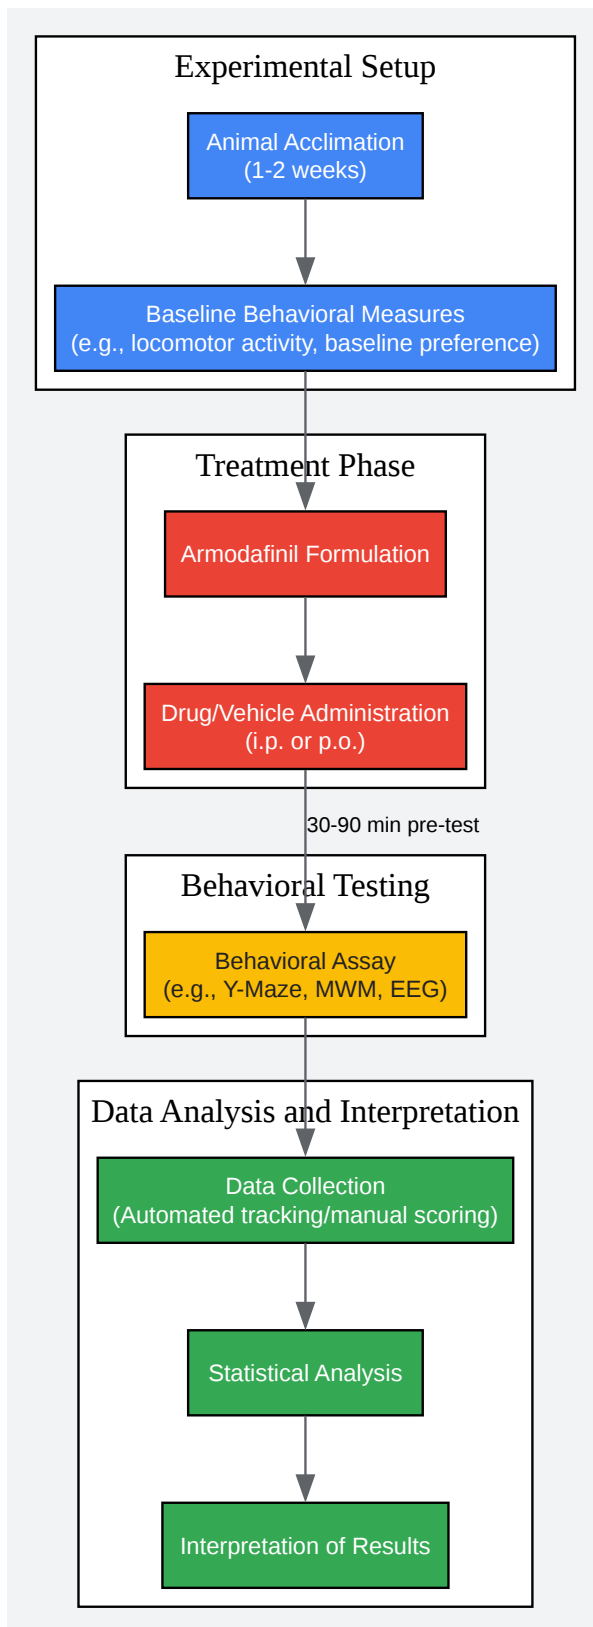 Experimental Setup
Animal Acclimation
(1-2 weeks)
Baseline Behavioral Measures
(e.g., locomotor activity, baseline preference)
Treatment Phase
Armodafinil Formulation
Drug/Vehicle Administration
(i.p. or p.o.)
30-90 min pre-test
Behavioral Testing
Behavioral Assay
(e.g., Y-Maze, MWM, EEG)
Data Analysis and Interpretation
Data Collection
(Automated tracking/manual scoring)
Statistical Analysis
Interpretation of Results